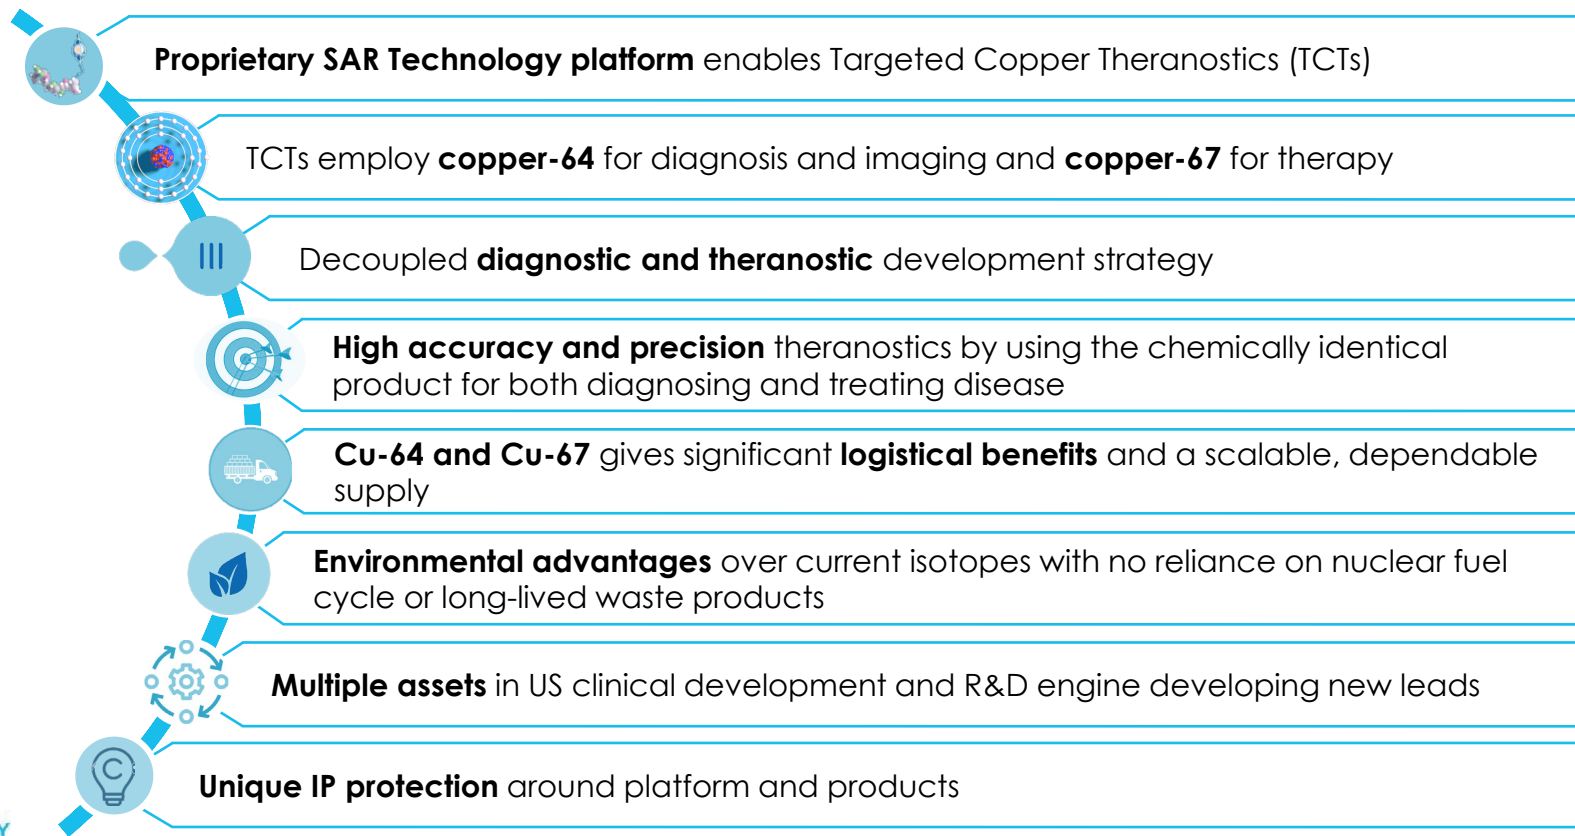 Proprietary SAR Technology platform enables Targeted Copper Theranostics (TCTs)
TCTs employ copper-64 for diagnosis and imaging and copper-67 for therapy
Decoupled diagnostic and theranostic development strategy
High accuracy and precision theranostics by using the chemically identical
product for both diagnosing and treating disease
Cu-64 and Cu-67 gives significant logistical benefits and a scalable, dependable
supply
Environmental advantages over current isotopes with no reliance on nuclear fuel
cycle or long-lived waste products
Multiple assets in US clinical development and R&D engine developing new leads
C
Unique IP protection around platform and products
Y